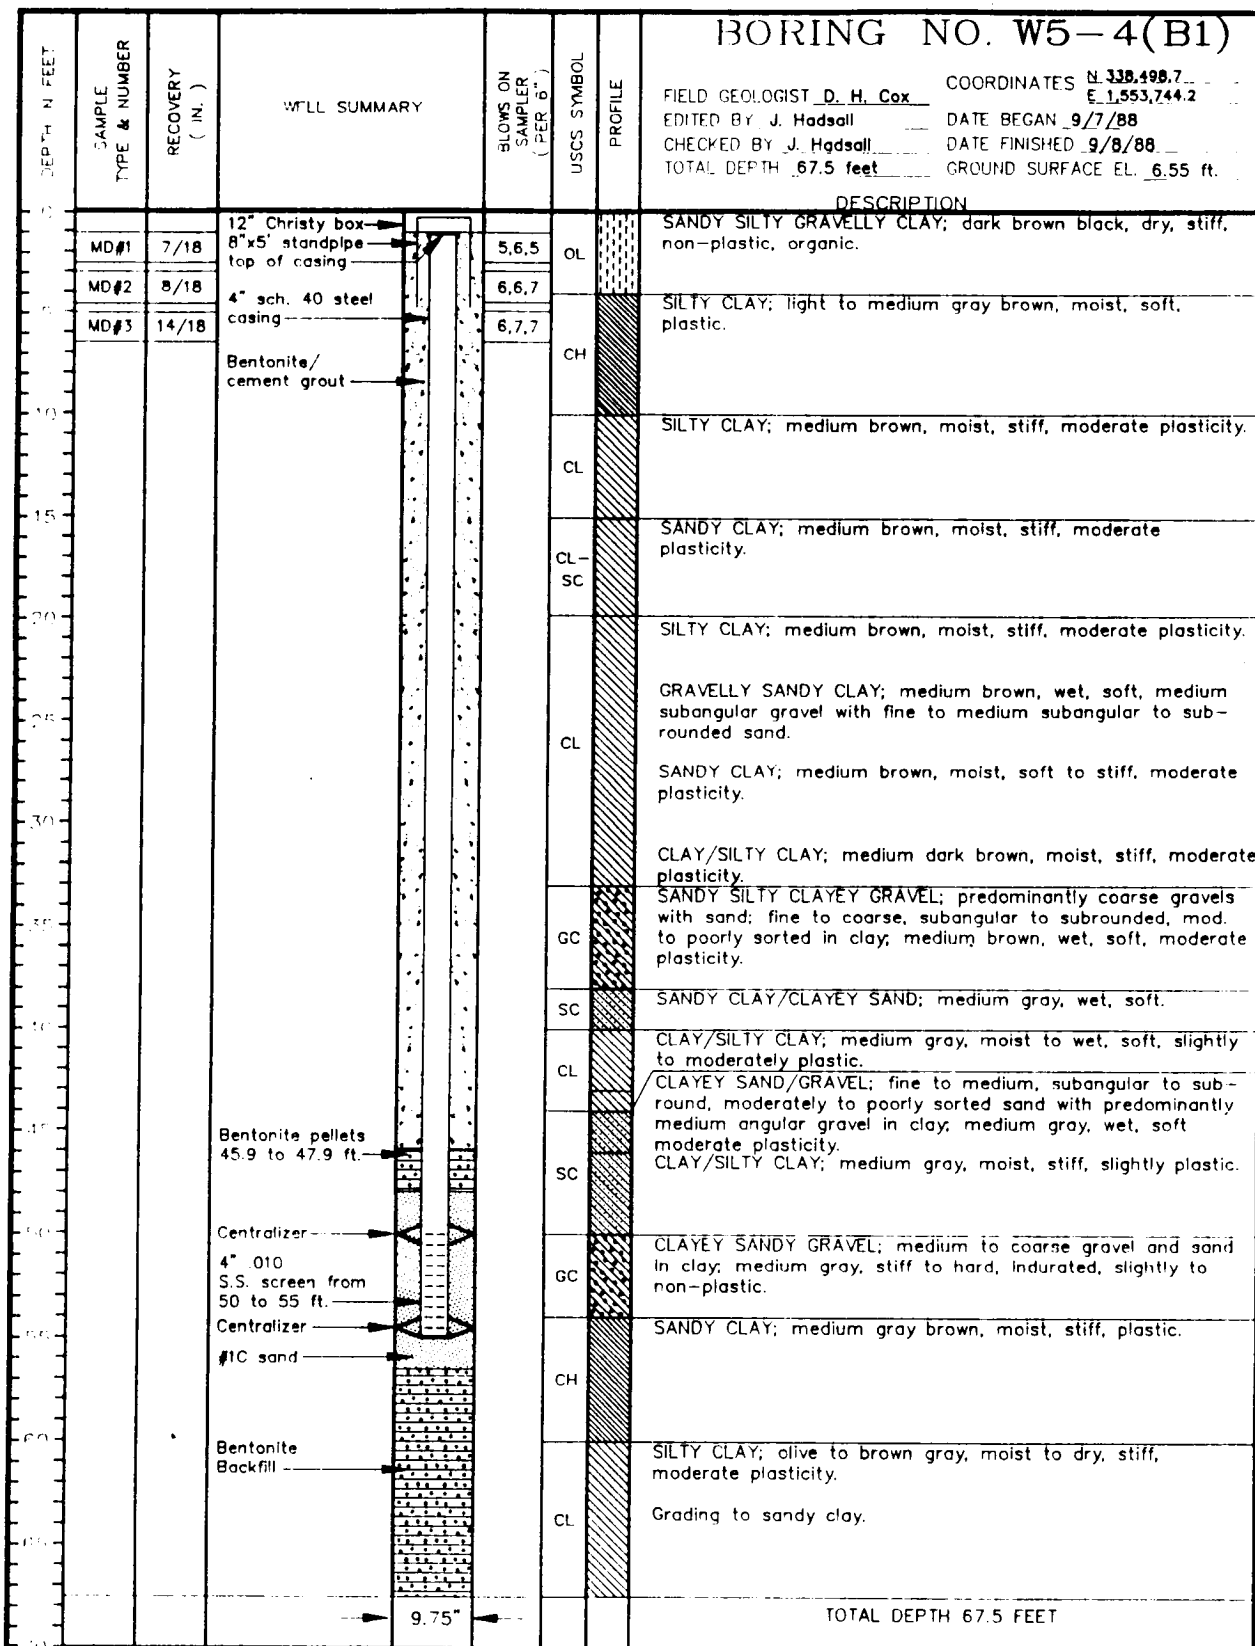 BORING NO. W5-4(B1)
DEPTH IN FEET
SAMPLE
TYPE & NUMBER
RECOVERY
( IN. )
WELL SUMMARY
BLOWS ON
SAMPLER
( PER 6")
USCS SYMBOL
PROFILE
FIELD GEOLOGIST D. H. Cox
COORDINATES N 338,498.7
E 1,553,744.2
EDITED BY J. Hadsall
DATE BEGAN 9/7/88
CHECKED BY J. Hadsall
DATE FINISHED 9/8/88
TOTAL DEPTH 67.5 feet
GROUND SURFACE EL. 6.55 ft.
DESCRIPTION
0
12" Christy box
8"x5' standpipe
top of casing
MD#1 7/18
5,6,5
OL
SANDY SILTY GRAVELLY CLAY; dark brown black, dry, stiff,
non-plastic, organic.
MD#2 8/18
6,6,7
4" sch. 40 steel
casing
MD#3 14/18
6,7,7
5
CH
SILTY CLAY; light to medium gray brown, moist, soft,
plastic.
Bentonite/
cement grout
10
CL
SILTY CLAY; medium brown, moist, stiff, moderate plasticity.
15
CL-
SC
SANDY CLAY; medium brown, moist, stiff, moderate
plasticity.
20
SILTY CLAY; medium brown, moist, stiff, moderate plasticity.
25
CL
GRAVELLY SANDY CLAY; medium brown, wet, soft, medium
subangular gravel with fine to medium subangular to sub-
rounded sand.
SANDY CLAY; medium brown, moist, soft to stiff, moderate
plasticity.
30
CLAY/SILTY CLAY; medium dark brown, moist, stiff, moderate
plasticity.
35
GC
SANDY SILTY CLAYEY GRAVEL; predominantly coarse gravels
with sand; fine to coarse, subangular to subrounded, mod.
to poorly sorted in clay; medium brown, wet, soft, moderate
plasticity.
SC
SANDY CLAY/CLAYEY SAND; medium gray, wet, soft.
40
CL
CLAY/SILTY CLAY; medium gray, moist to wet, soft, slightly
to moderately plastic.
CLAYEY SAND/GRAVEL; fine to medium, subangular to sub-
round, moderately to poorly sorted sand with predominantly
medium angular gravel in clay; medium gray, wet, soft
moderate plasticity.
45
Bentonite pellets
45.9 to 47.9 ft.
SC
CLAY/SILTY CLAY; medium gray, moist, stiff, slightly plastic.
50
Centralizer
4" .010
S.S. screen from
50 to 55 ft.
GC
CLAYEY SANDY GRAVEL; medium to coarse gravel and sand
in clay; medium gray, stiff to hard, indurated, slightly to
non-plastic.
Centralizer
55
#1C sand
CH
SANDY CLAY; medium gray brown, moist, stiff, plastic.
60
Bentonite
Backfill
SILTY CLAY; olive to brown gray, moist to dry, stiff,
moderate plasticity.
CL
Grading to sandy clay.
65
9.75"
TOTAL DEPTH 67.5 FEET
70